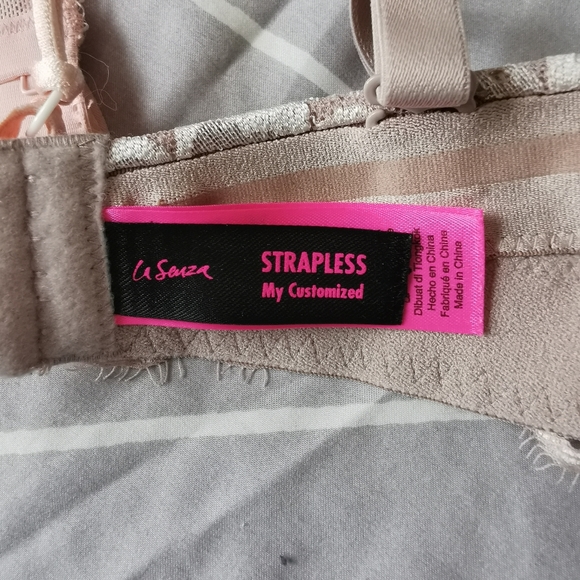 La Senza
STRAPLESS
My Customized
Dibuat di Tiongkok
Hecho en China
Fabriqué en Chine
Made in China